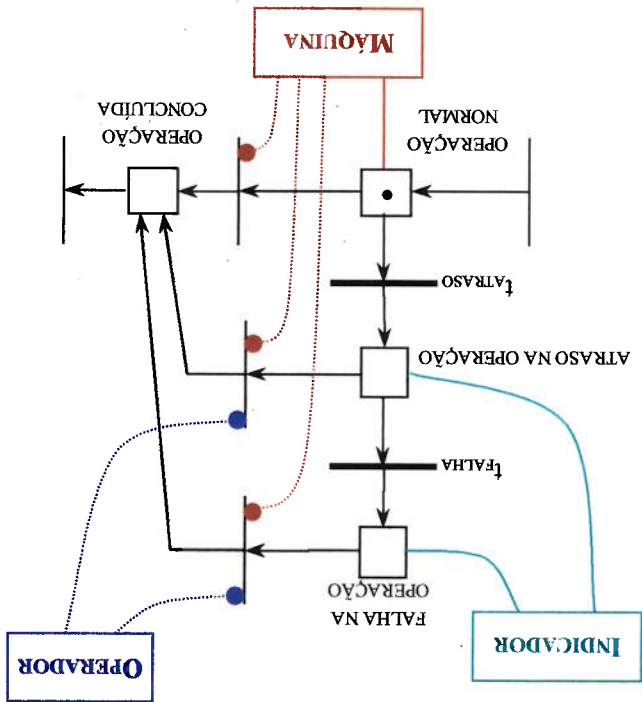 INDICADOR
OPERADOR
FALHA NA
OPERAÇÃO
tFALHA
ATRASO NA OPERAÇÃO
tATRASO
OPERAÇÃO
NORMAL
OPERAÇÃO
CONCLUÍDA
MÁQUINA